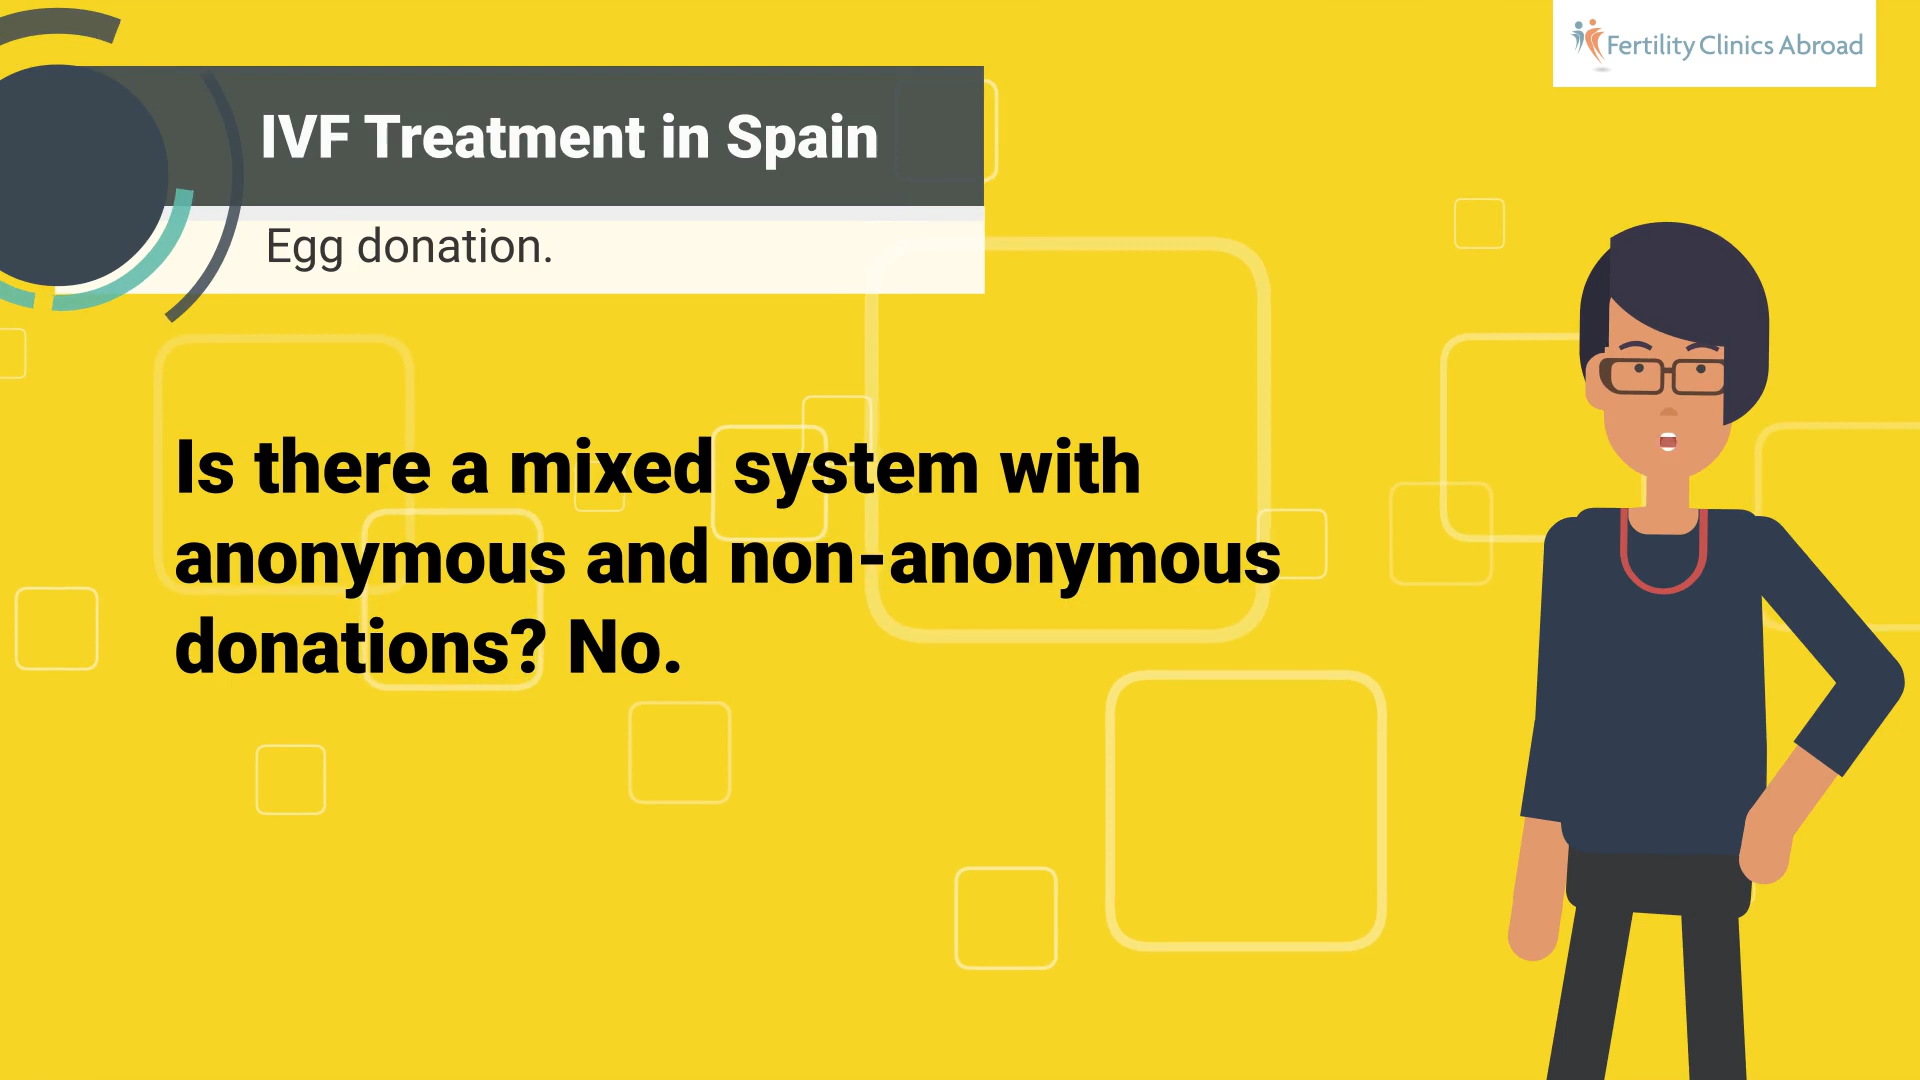 Fertility Clinics Abroad
IVF Treatment in Spain
Egg donation.
Is there a mixed system with
anonymous and non-anonymous
donations? No.